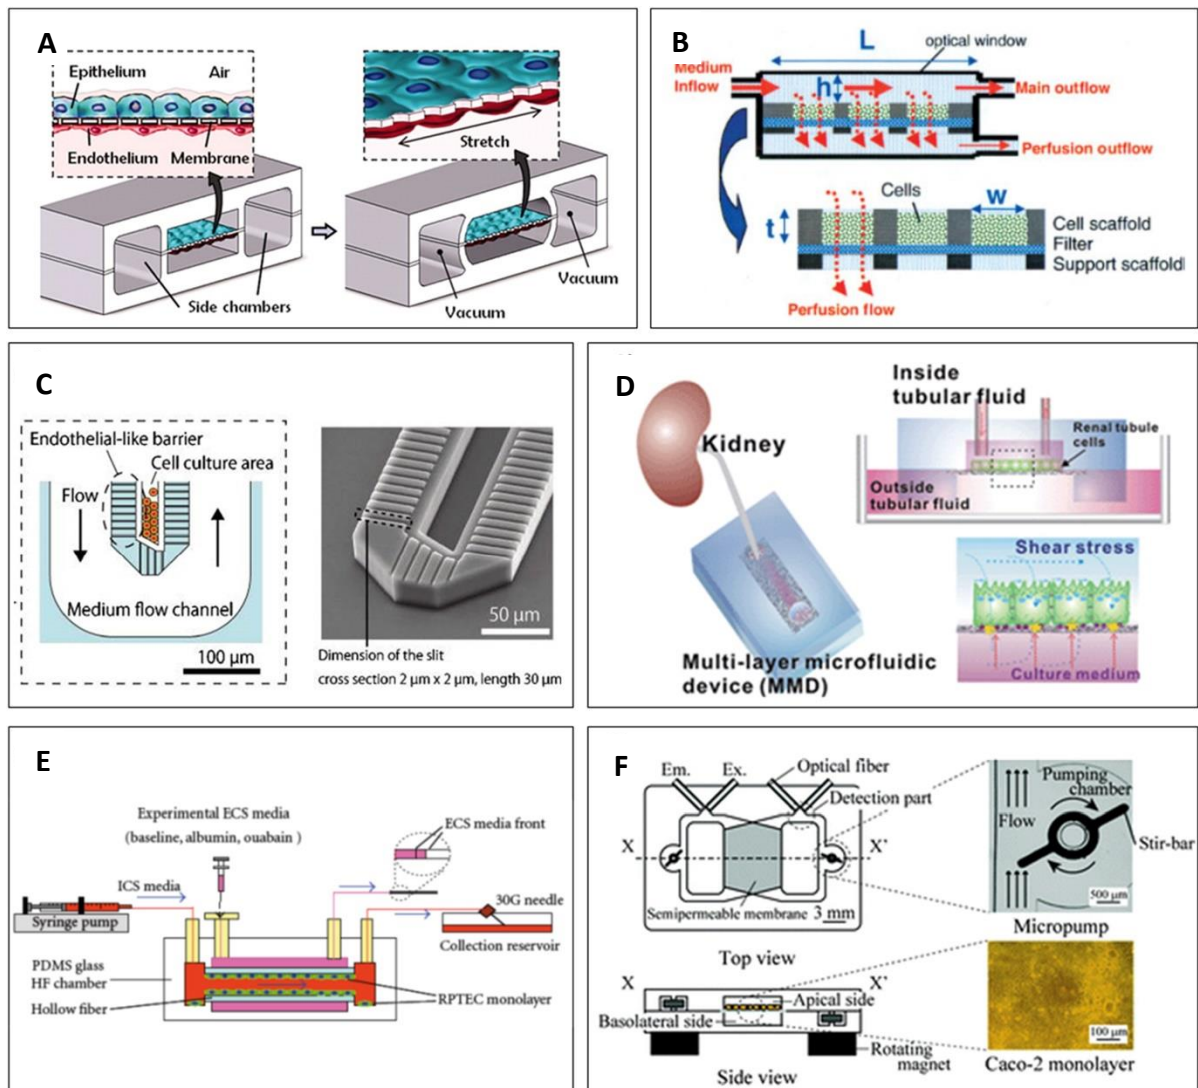 A
Epithelium
Air
Endothelium
Membrane
Stretch
Side chambers
Vacuum
Vacuum
B
L
optical window
Medium
Inflow
h
Main outflow
Perfusion outflow
Cells
w
t
Cell scaffold
Filter
Support scaffold
Perfusion flow
C
Endothelial-like barrier
Cell culture area
Flow
Medium flow channel
100 µm
50 µm
Dimension of the slit
cross section 2 µm x 2 µm, length 30 µm
D
Kidney
Multi-layer microfluidic
device (MMD)
Inside
tubular fluid
Renal tubule
cells
Outside
tubular fluid
Shear stress
Culture medium
E
Experimental ECS media
(baseline, albumin, ouabain )
ECS media front
ICS media
Syringe pump
30G needle
Collection reservoir
PDMS glass
HF chamber
Hollow fiber
RPTEC monolayer
F
Em.
Ex.
Optical fiber
Detection part
X
X'
Semipermeable membrane
3 mm
Top view
Pumping
chamber
Flow
Stir-bar
500 µm
Micropump
X
X'
Apical side
Basolateral side
Rotating
magnet
Side view
100 µm
Caco-2 monolayer